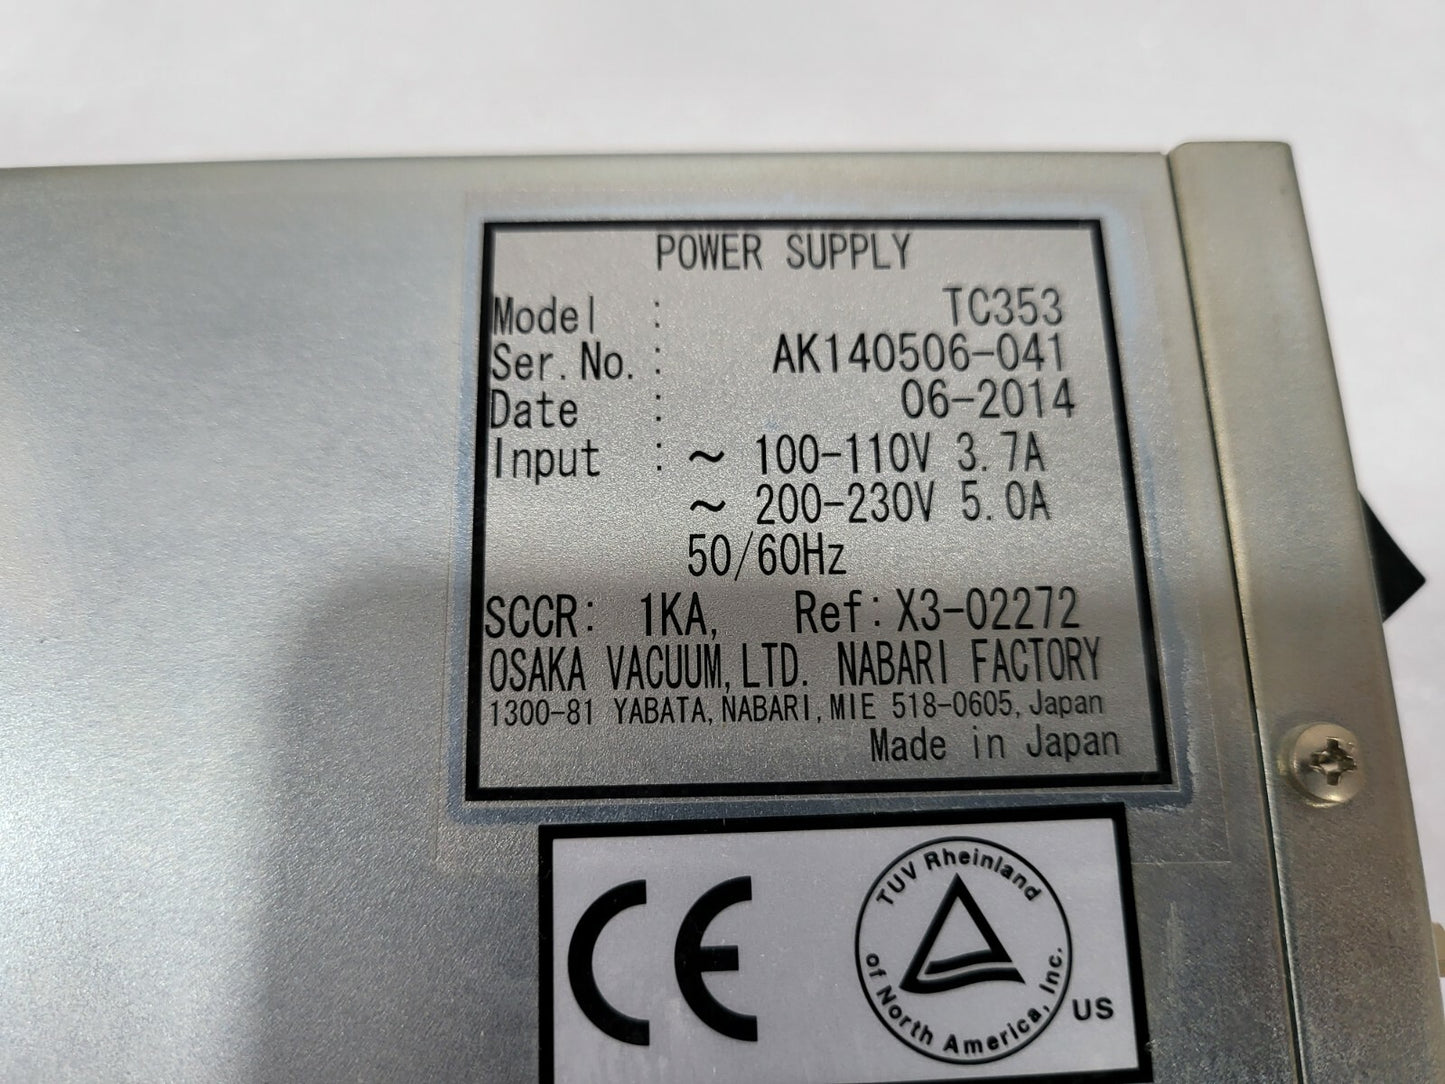 POWER SUPPLY
Model : TC353
Ser.No. : AK140506-041
Date : 06-2014
Input : ~ 100-110V 3.7A
~ 200-230V 5.0A
50/60Hz
SCCR: 1KA, Ref:X3-02272
OSAKA VACUUM,LTD. NABARI FACTORY
1300-81 YABATA,NABARI,MIE 518-0605,Japan
Made in Japan
CE
TUV Rheinland
of North America, Inc.
US